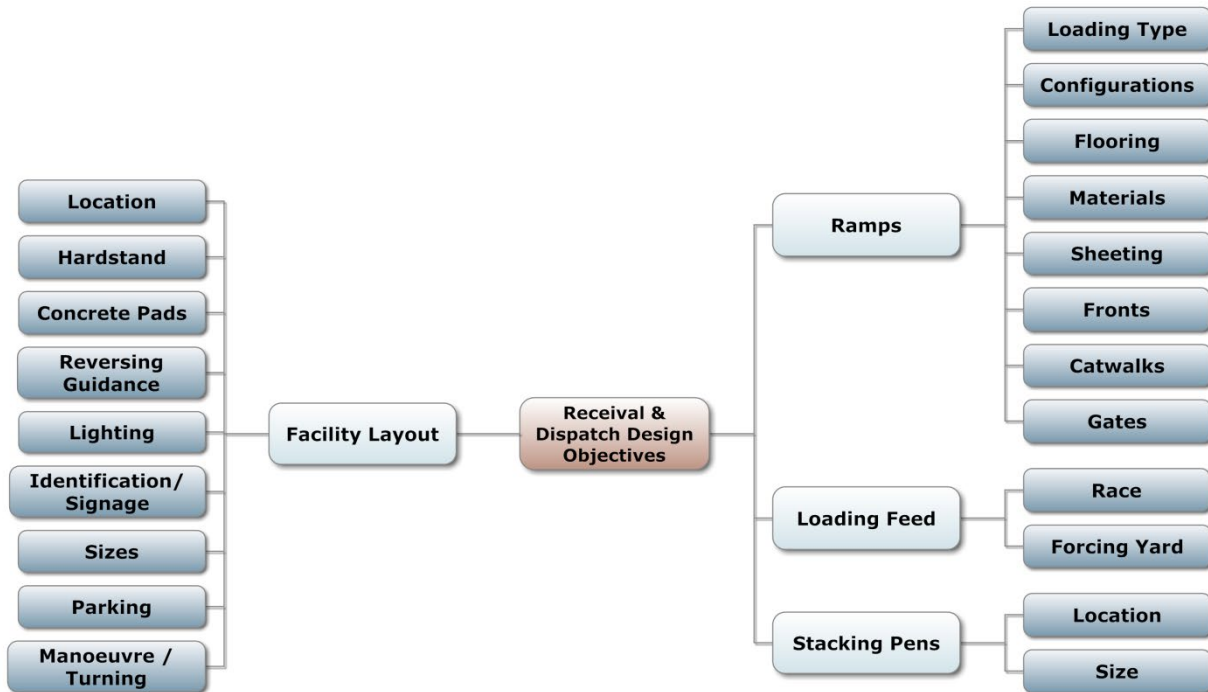 Location
Hardstand
Concrete Pads
Reversing
Guidance
Lighting
Identification/
Signage
Sizes
Parking
Manoeuvre /
Turning
Facility Layout
Receival &
Dispatch Design
Objectives
Ramps
Loading Type
Configurations
Flooring
Materials
Sheeting
Fronts
Catwalks
Gates
Loading Feed
Race
Forcing Yard
Stacking Pens
Location
Size